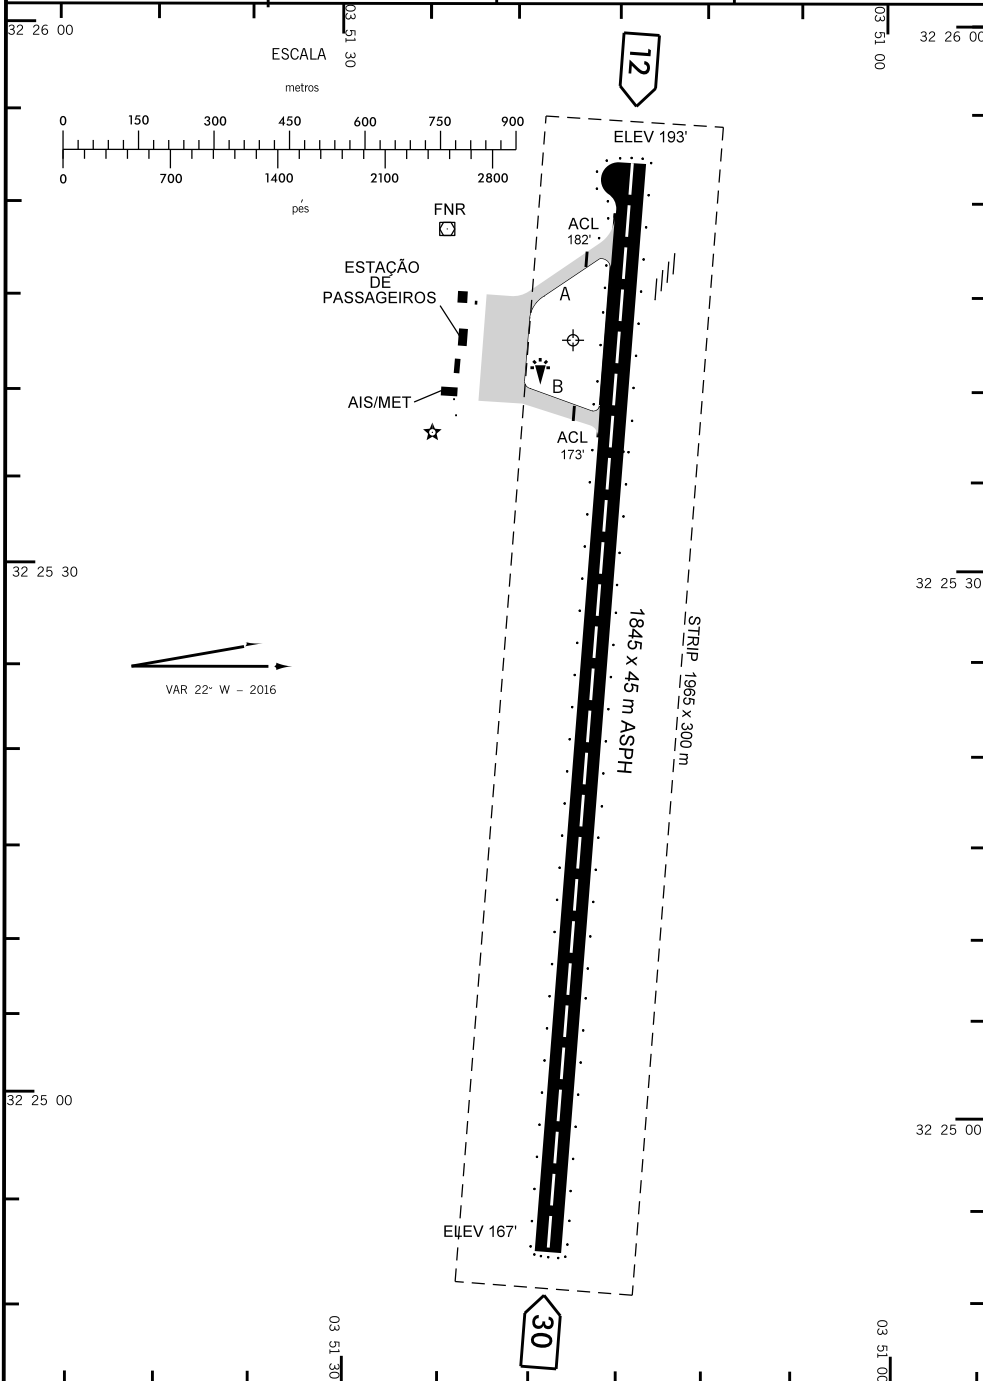 32 26 00
03 51 30
03 51 00
32 26 00
ESCALA
metros
0 150 300 450 600 750 900
0 700 1400 2100 2800
pés
12
ELEV 193'
FNR
ACL
182'
ESTAÇÃO
DE
PASSAGEIROS
A
B
AIS/MET
ACL
173'
32 25 30
32 25 30
1845 x 45 m ASPH
STRIP 1965 x 300 m
VAR 22° W – 2016
32 25 00
32 25 00
ELEV 167'
30
03 51 30
03 51 00